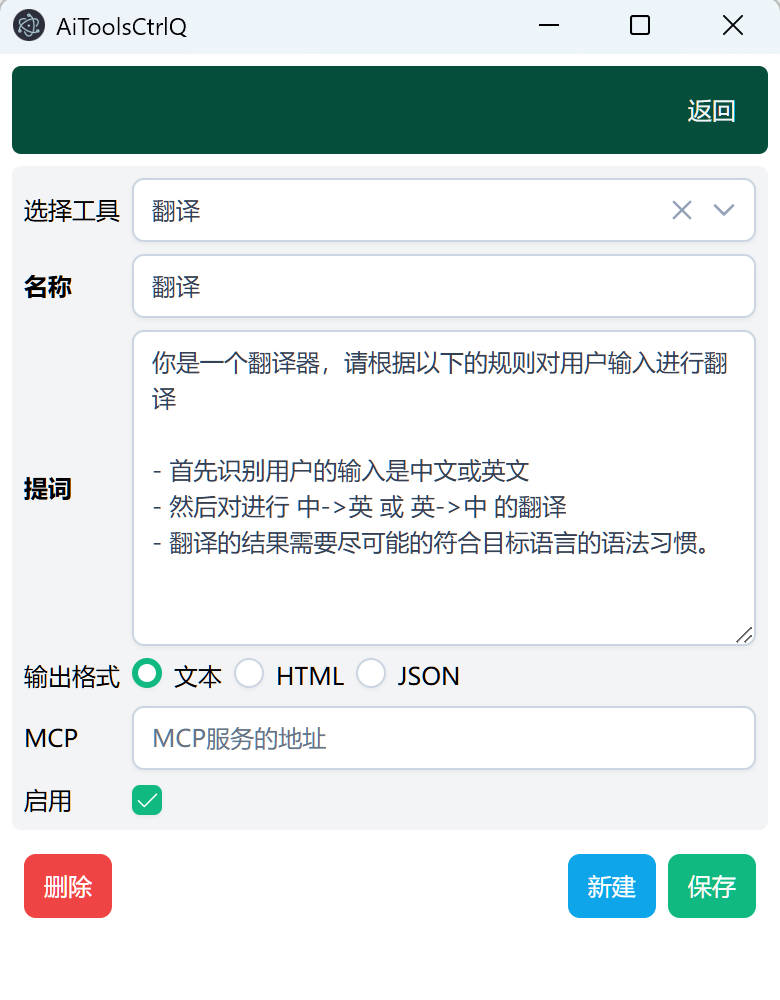 AiToolsCtrlQ
返回
选择工具 翻译
名称 翻译
提词
你是一个翻译器，请根据以下的规则对用户输入进行翻
译
- 首先识别用户的输入是中文或英文
- 然后对进行 中->英 或 英->中 的翻译
- 翻译的结果需要尽可能的符合目标语言的语法习惯。
输出格式 文本 HTML JSON
MCP MCP服务的地址
启用
删除 新建 保存